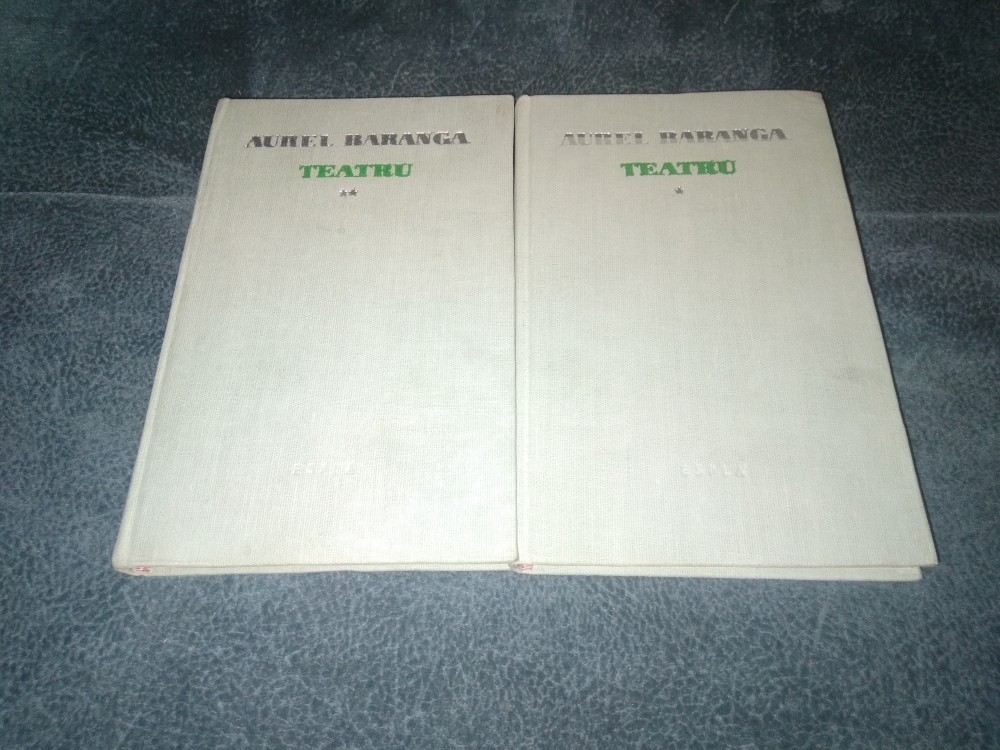 AUREL BARANGA
TEATRU
**
AUREL BARANGA
TEATRU
*
ESPLA